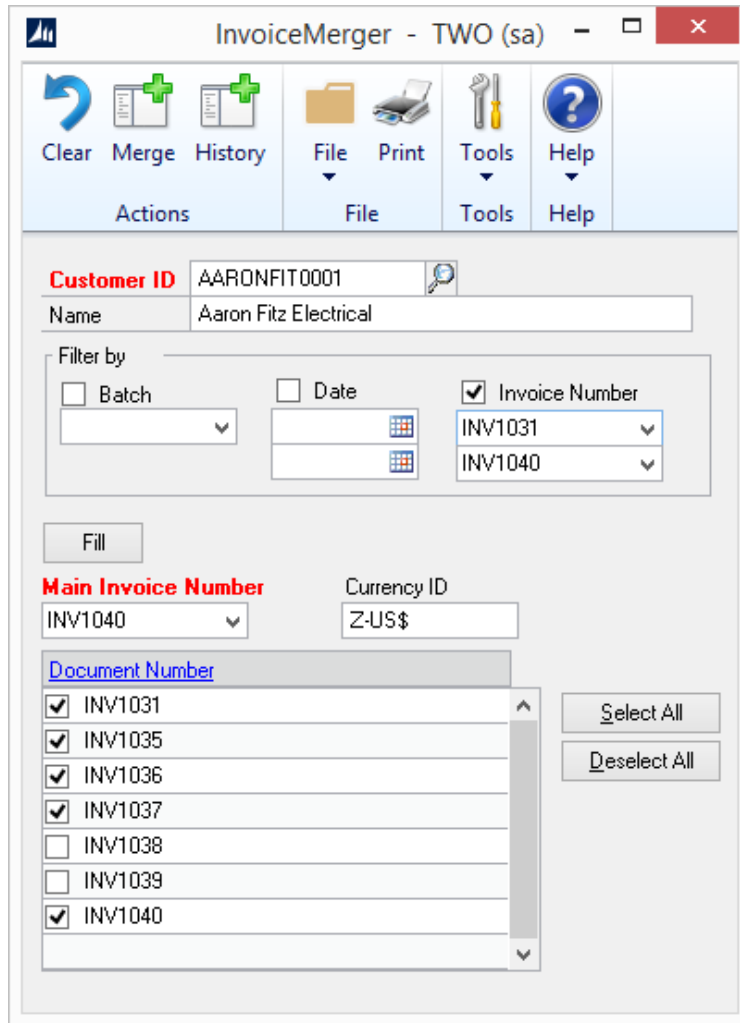 InvoiceMerger - TWO (sa)
Clear Merge History File Print Tools Help
Actions File Tools Help
Customer ID AARONFIT0001
Name Aaron Fitz Electrical
Filter by
Batch Date Invoice Number
INV1031
INV1040
Fill
Main Invoice Number Currency ID
INV1040 Z-US$
Document Number
INV1031
Select All
INV1035
Deselect All
INV1036
INV1037
INV1038
INV1039
INV1040